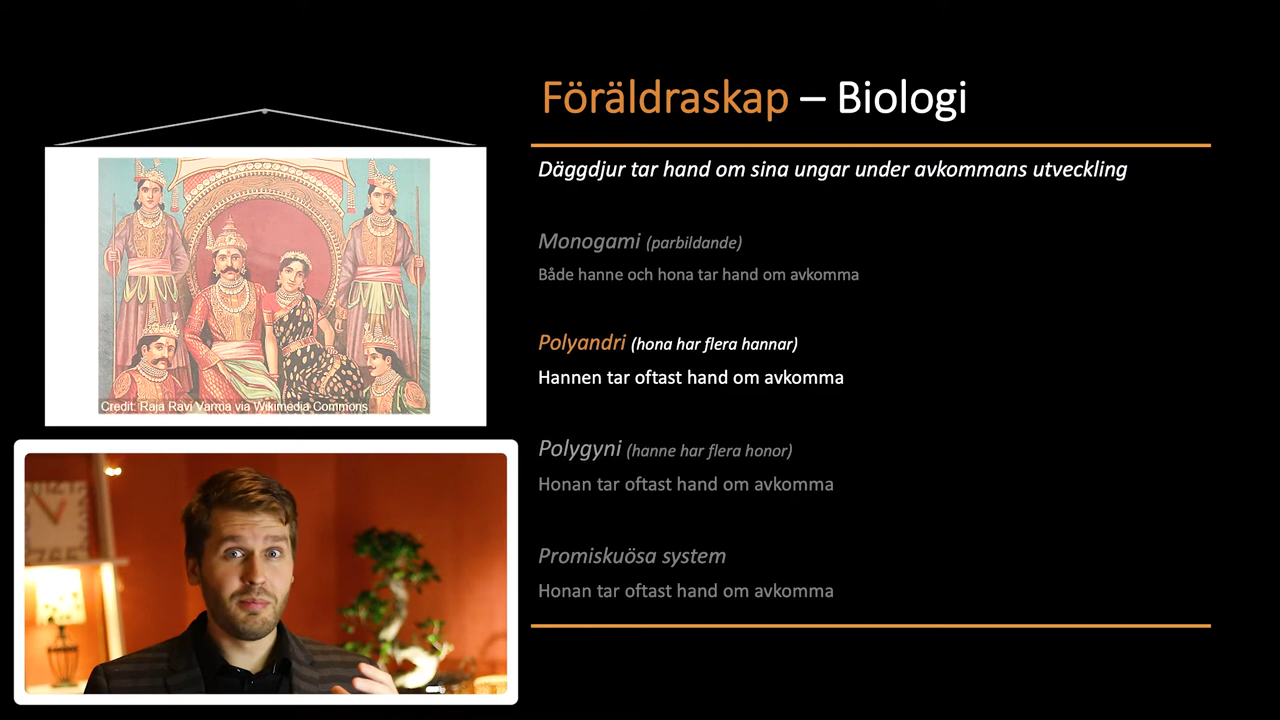 Föräldraskap – Biologi
Däggdjur tar hand om sina ungar under avkommans utveckling
Monogami (parbildande)
Både hanne och hona tar hand om avkomma
Polyandri (hona har flera hannar)
Hannen tar oftast hand om avkomma
Polygyni (hanne har flera honor)
Honan tar oftast hand om avkomma
Promiskuösa system
Honan tar oftast hand om avkomma
Credit: Raja Ravi Varma via Wikimedia Commons